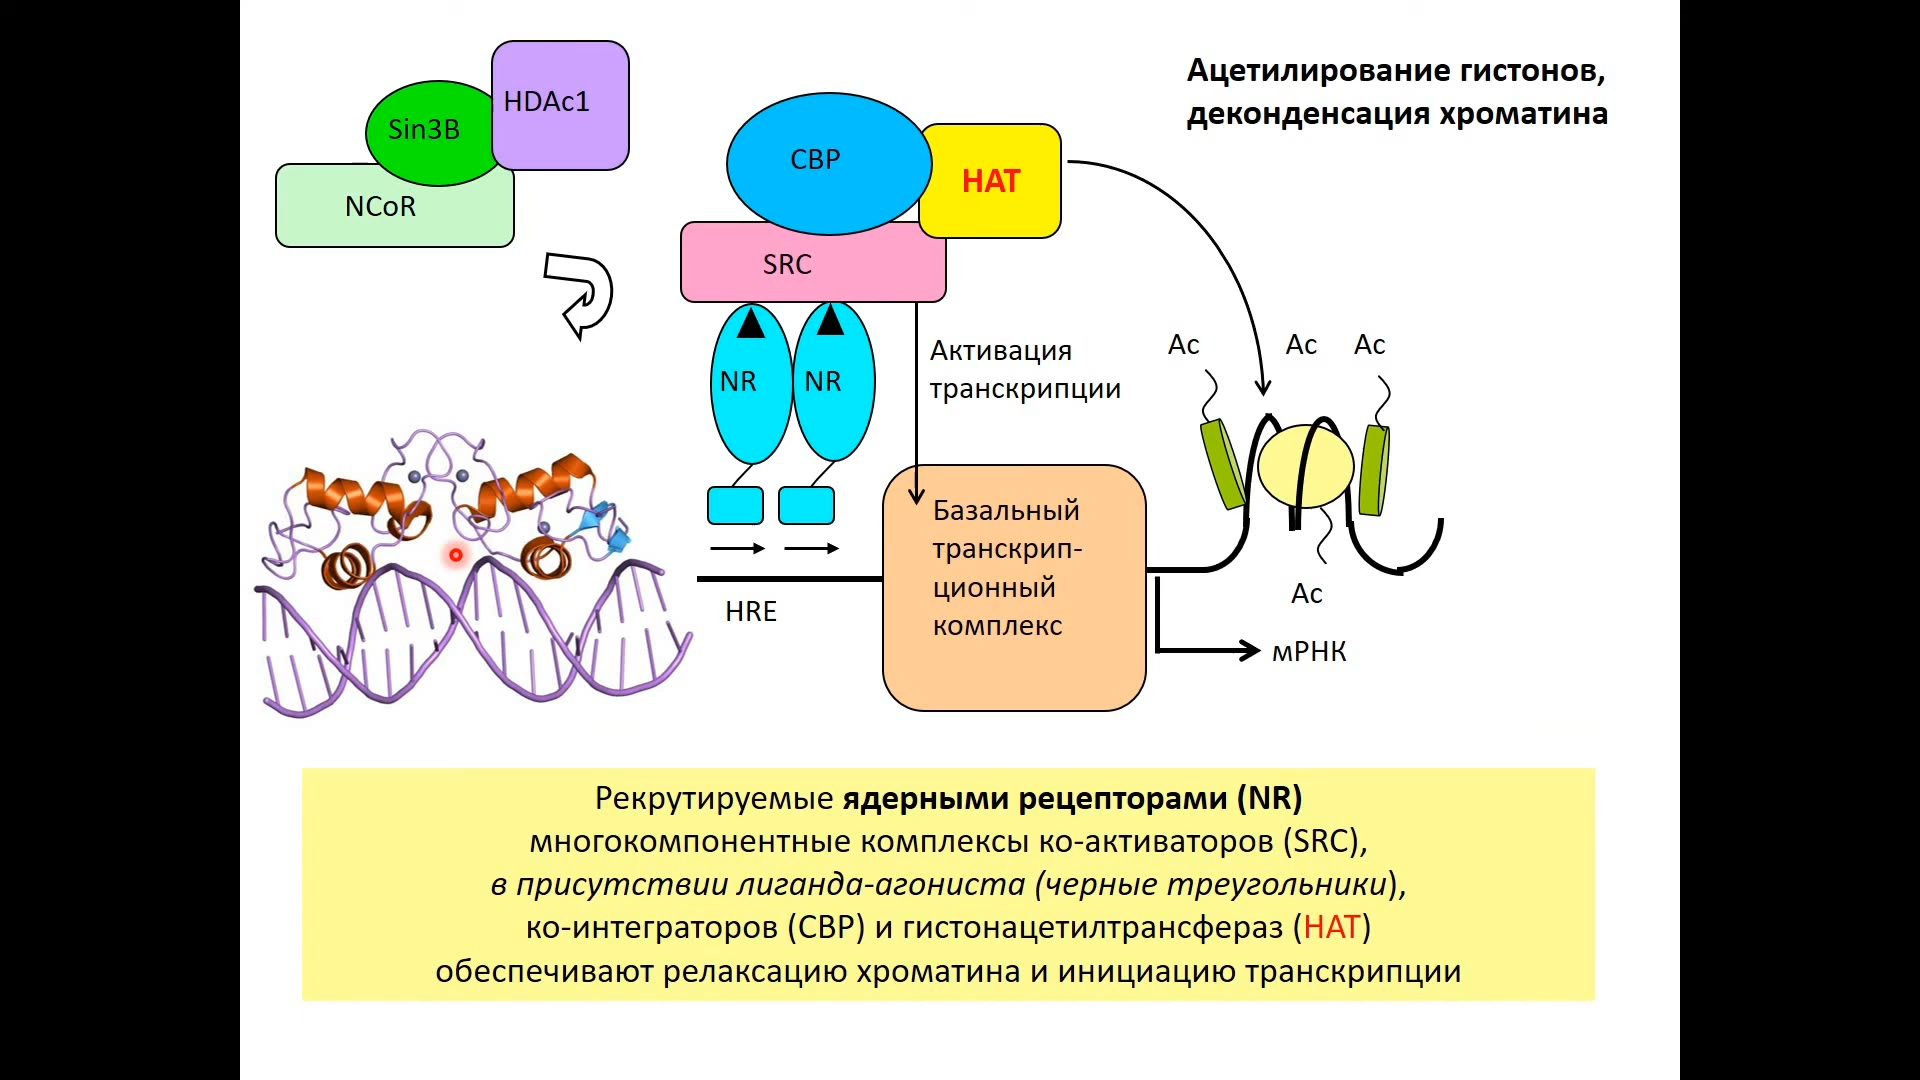 Ацетилирование гистонов,
деконденсация хроматина
HDAc1
Sin3B
NCoR
CBP
HAT
SRC
NR NR
Активация
транскрипции
Ac Ac Ac
Базальный
транскрип-
ционный
комплекс
HRE
Ac
мРНК
Рекрутируемые ядерными рецепторами (NR)
многокомпонентные комплексы ко-активаторов (SRC),
в присутствии лиганда-агониста (черные треугольники),
ко-интеграторов (CBP) и гистонацетилтрансфераз (HAT)
обеспечивают релаксацию хроматина и инициацию транскрипции